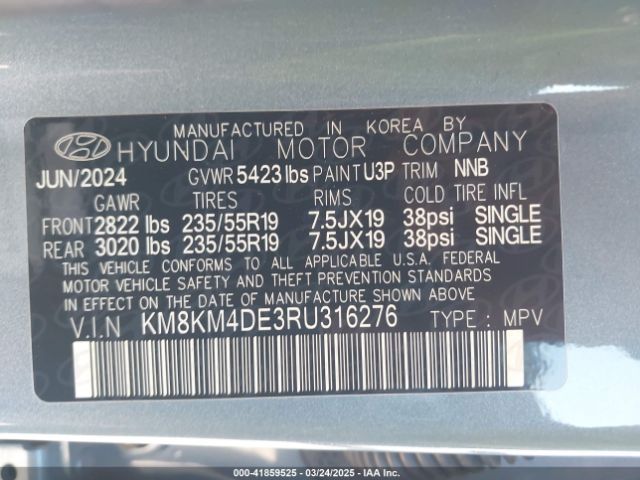 MANUFACTURED IN KOREA BY
HYUNDAI MOTOR COMPANY
JUN/2024 GVWR 5423 lbs PAINT U3P TRIM NNB
GAWR TIRES RIMS COLD TIRE INFL
FRONT 2822 lbs 235/55R19 7.5JX19 38psi SINGLE
REAR 3020 lbs 235/55R19 7.5JX19 38psi SINGLE
THIS VEHICLE CONFORMS TO ALL APPLICABLE U.S.A. FEDERAL
MOTOR VEHICLE SAFETY AND THEFT PREVENTION STANDARDS
IN EFFECT ON THE DATE OF MANUFACTURE SHOWN ABOVE
V.I.N KM8KM4DE3RU316276 TYPE : MPV
000-41859525 - 03/24/2025 - IAA Inc.